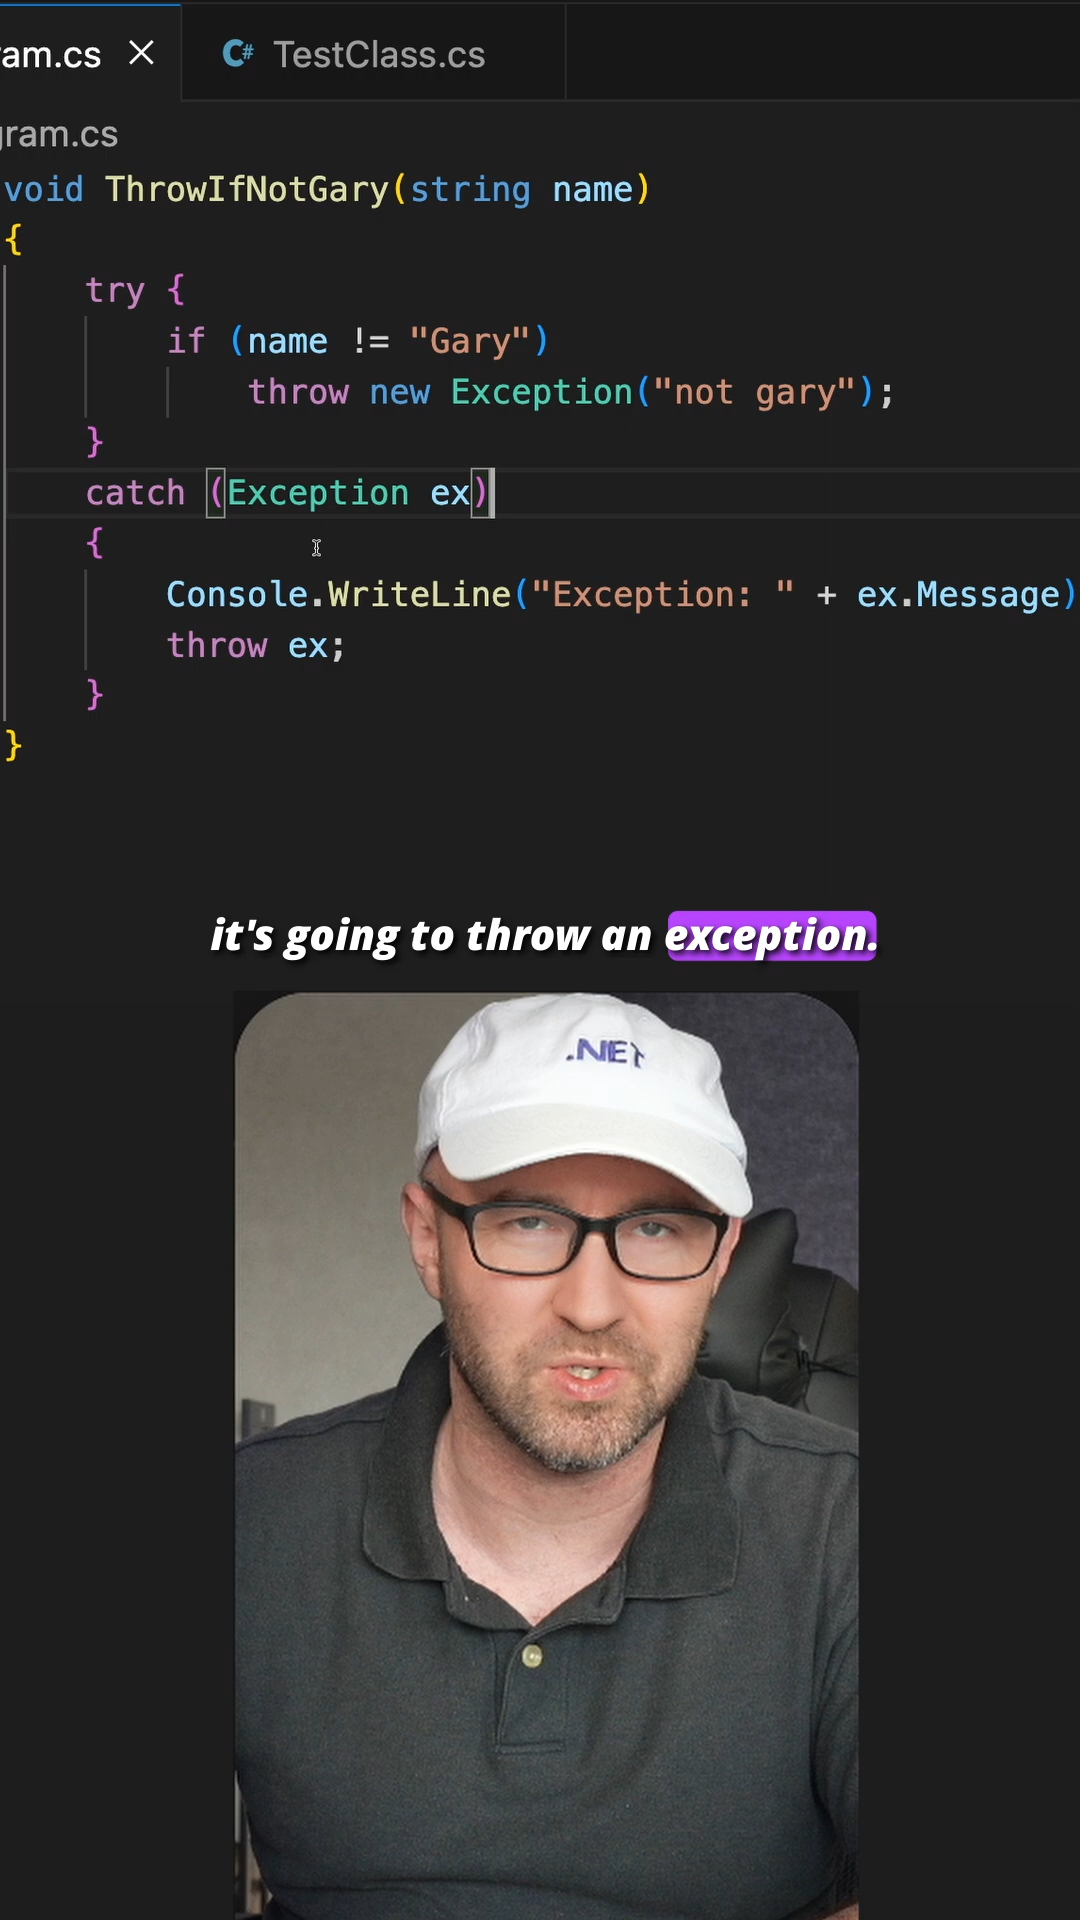 ram.cs
C# TestClass.cs
gram.cs
void ThrowIfNotGary(string name)
{
try {
if (name != "Gary")
throw new Exception("not gary");
}
catch (Exception ex)
{
Console.WriteLine("Exception: " + ex.Message)
throw ex;
}
}
it's going to throw an exception.
.NET